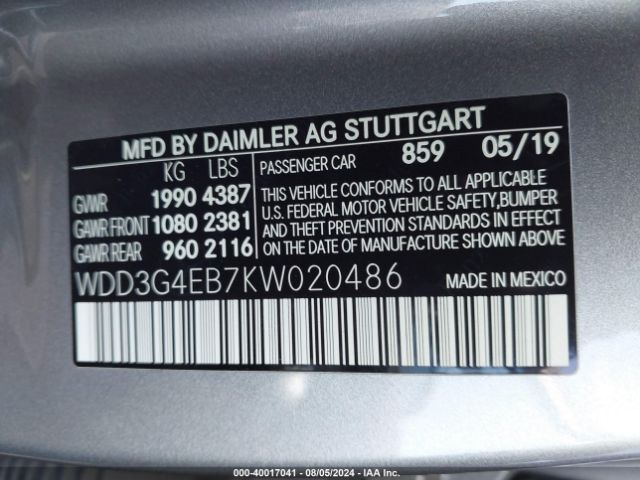 MFD BY DAIMLER AG STUTTGART
KG LBS
GVWR 1990 4387
GAWR FRONT 1080 2381
GAWR REAR 960 2116
PASSENGER CAR 859 05/19
THIS VEHICLE CONFORMS TO ALL APPLICABLE
U.S. FEDERAL MOTOR VEHICLE SAFETY,BUMPER
AND THEFT PREVENTION STANDARDS IN EFFECT
ON THE DATE OF MANUFACTURE SHOWN ABOVE
WDD3G4EB7KW020486
MADE IN MEXICO
000-40017041 - 08/05/2024 - IAA Inc.